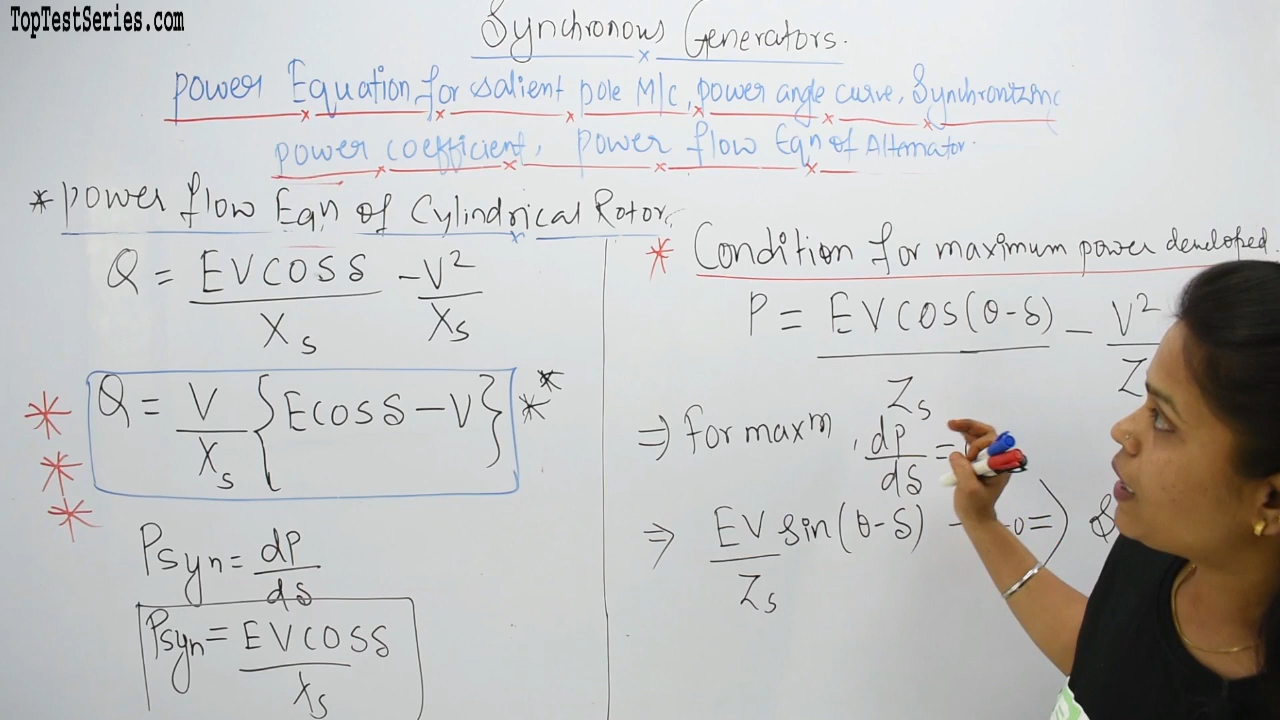 TopTestSeries.com
Synchronous Generators.
Power Equation, for salient pole M/c, power angle curve, Synchronizing
power coefficient, power flow Eqn of Alternator.
* Power flow Eqn of Cylindrical Rotor.
Q = EVCOSδ / Xs - V² / Xs
Q = V / Xs {ECOSδ - V} **
***
Psyn = dP / dδ
Psyn = EVCOSδ / Xs
* Condition for maximum power developed.
P = EVCOS(θ-δ) / Zs - V² / Z
⇒ for maxm, dP / dδ =
⇒ EV / Zs sin(θ-δ) - 0 = )